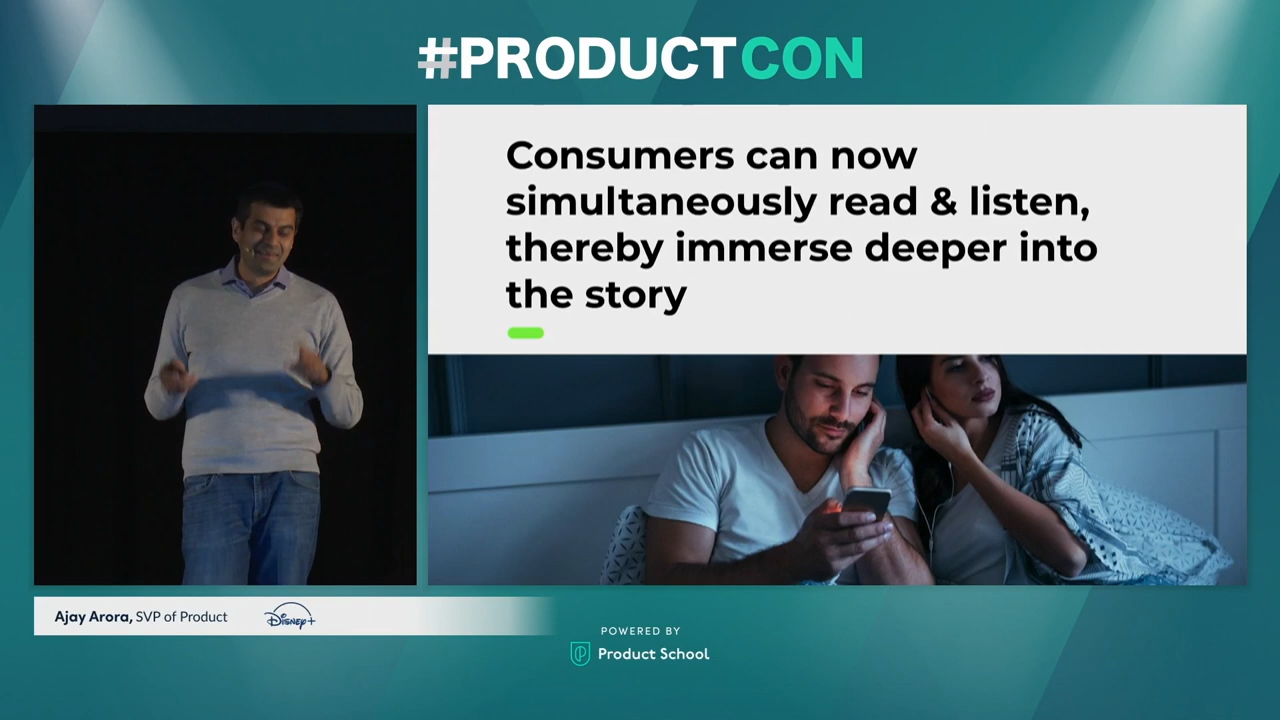 #PRODUCTCON
Consumers can now
simultaneously read & listen,
thereby immerse deeper into
the story
Ajay Arora, SVP of Product
Disney+
POWERED BY
Product School